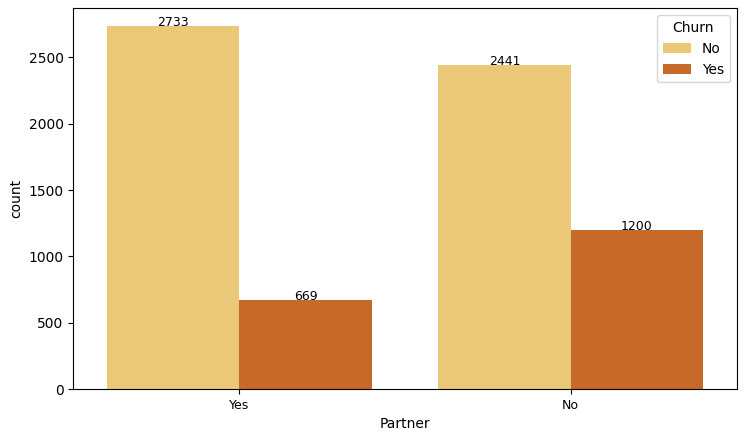 2733
2441
1200
669
Churn
No
Yes
count
2500
2000
1500
1000
500
0
Yes
No
Partner